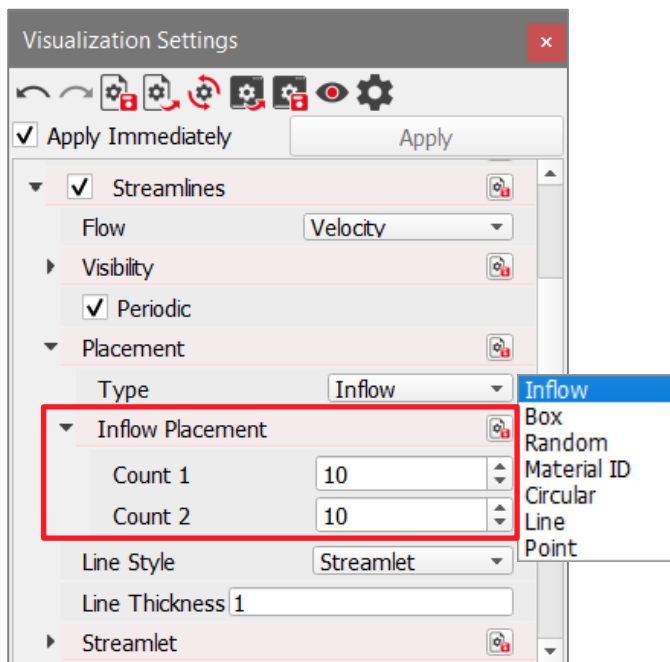 Visualization Settings
Apply Immediately
Apply
Streamlines
Flow
Velocity
Visibility
Periodic
Placement
Type
Inflow
Inflow
Box
Random
Material ID
Circular
Line
Point
Inflow Placement
Count 1
10
Count 2
10
Line Style
Streamlet
Line Thickness
1
Streamlet